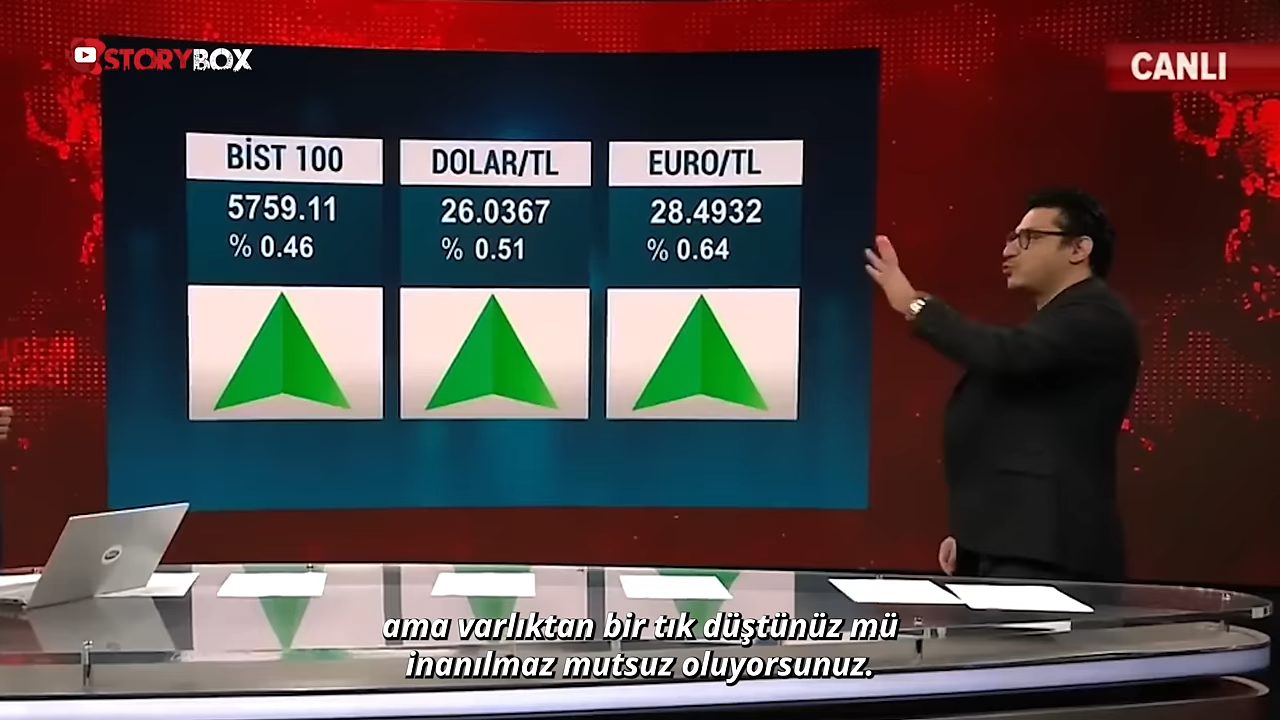 STORYBOX
CANLI
BİST 100
5759.11
% 0.46
DOLAR/TL
26.0367
% 0.51
EURO/TL
28.4932
% 0.64
ama varlıktan bir tık düştünüz mü
inanılmaz mutsuz oluyorsunuz.